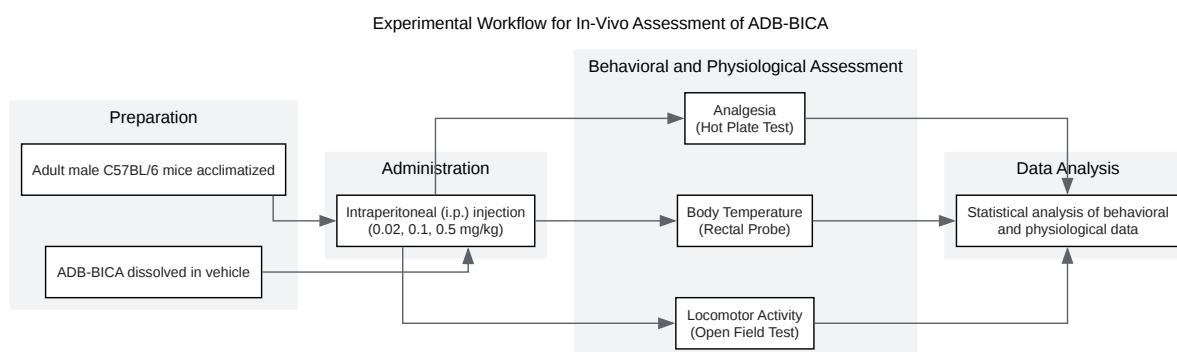 Experimental Workflow for In-Vivo Assessment of ADB-BICA
Preparation
Adult male C57BL/6 mice acclimatized
ADB-BICA dissolved in vehicle
Administration
Intraperitoneal (i.p.) injection
(0.02, 0.1, 0.5 mg/kg)
Behavioral and Physiological Assessment
Analgesia
(Hot Plate Test)
Body Temperature
(Rectal Probe)
Locomotor Activity
(Open Field Test)
Data Analysis
Statistical analysis of behavioral
and physiological data